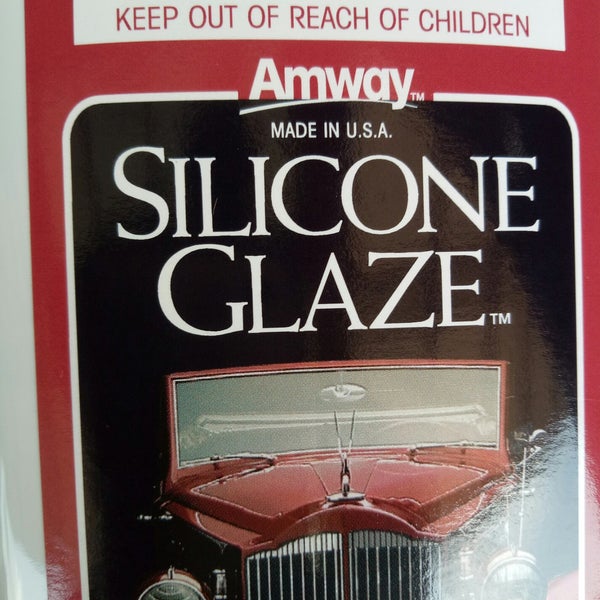 KEEP OUT OF REACH OF CHILDREN
Amway™
MADE IN U.S.A.
SILICONE
GLAZE™